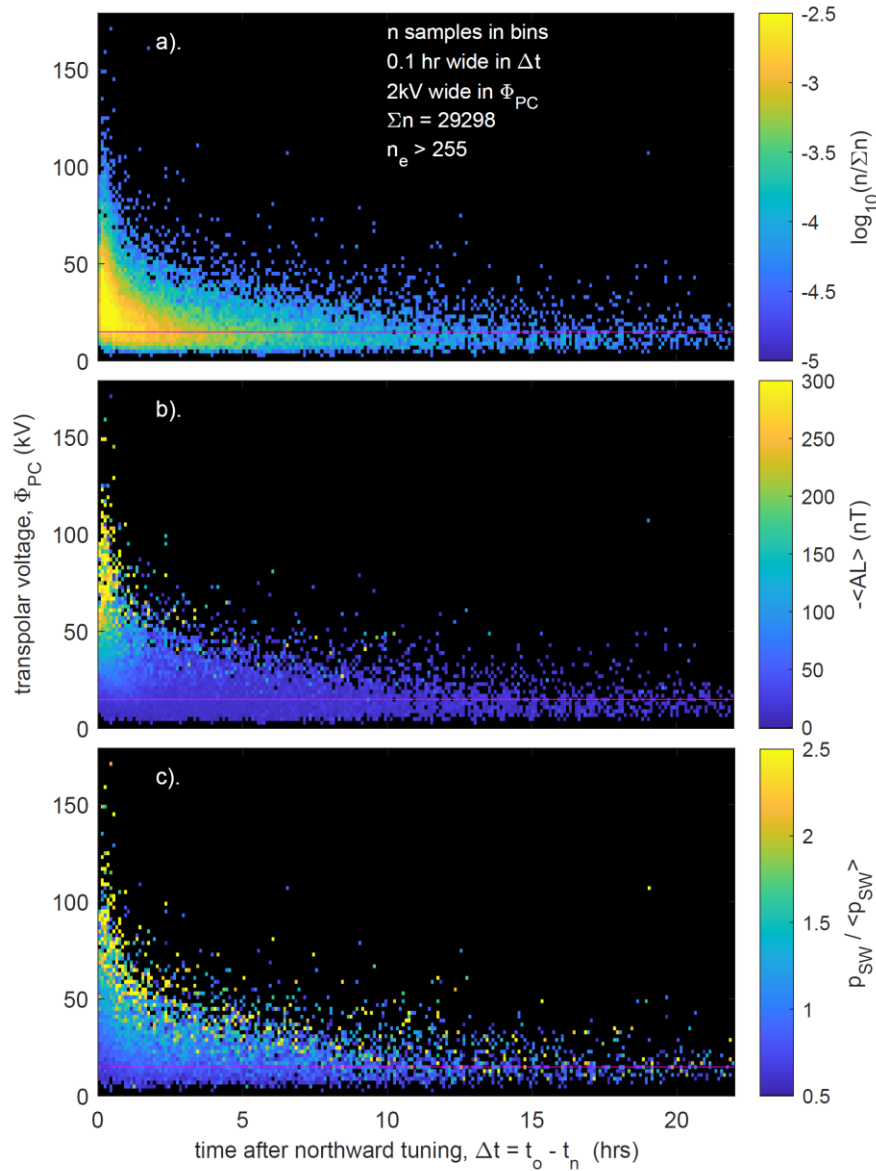 a).
n samples in bins
0.1 hr wide in Δt
2kV wide in Φ_PC
Σn = 29298
n_e > 255
150
100
50
0
-2.5
-3
-3.5
-4
-4.5
-5
log_10(n/Σn)
b).
150
100
50
0
transpolar voltage, Φ_PC (kV)
300
250
200
150
100
50
0
-<AL> (nT)
c).
150
100
50
0
2.5
2
1.5
1
0.5
p_SW / <p_SW>
0 5 10 15 20
time after northward tuning, Δt = t_o - t_n (hrs)